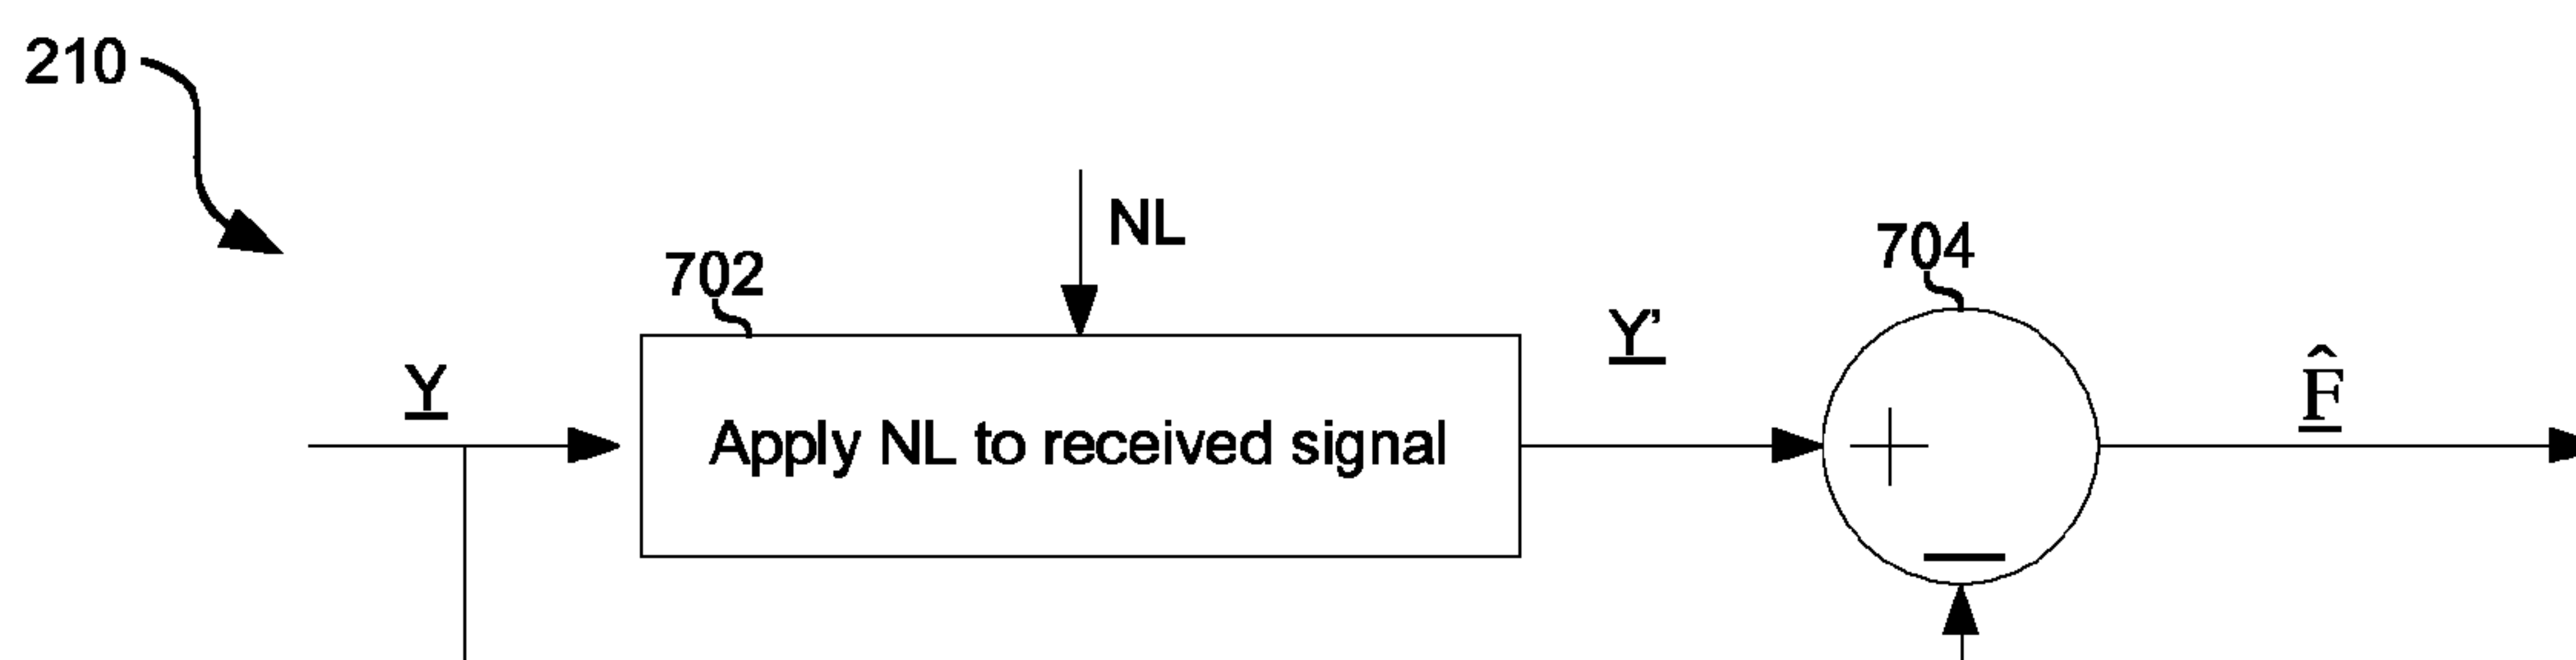 210
NL
704
702
Y'
Y
F̂
Apply NL to received signal
+
−